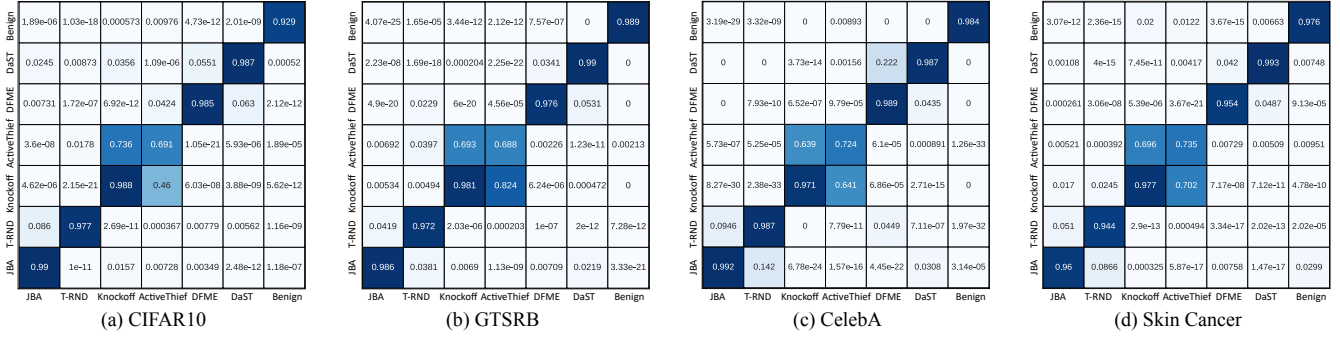 Benign 1.89e-06 1.03e-18 0.000573 0.00976 4.73e-12 2.01e-09 0.929
DaST 0.0245 0.00873 0.0356 1.09e-06 0.0551 0.987 0.00052
DFME 0.00731 1.72e-07 6.92e-12 0.0424 0.985 0.063 2.12e-12
ActiveThief 3.6e-08 0.0178 0.736 0.691 1.05e-21 5.93e-06 1.89e-05
Knockoff 4.62e-06 2.15e-21 0.988 0.46 6.03e-08 3.88e-09 5.62e-12
T-RND 0.086 0.977 2.69e-11 0.000367 0.00779 0.00562 1.16e-09
JBA 0.99 1e-11 0.0157 0.00728 0.00349 2.48e-12 1.18e-07
JBA T-RND Knockoff ActiveThief DFME DaST Benign
(a) CIFAR10
Benign 4.07e-25 1.65e-05 3.44e-12 2.12e-12 7.57e-07 0 0.989
DaST 2.23e-08 1.69e-18 0.000204 2.25e-22 0.0341 0.99 0
DFME 4.9e-20 0.0229 6e-20 4.56e-05 0.976 0.0531 0
ActiveThief 0.00692 0.0397 0.693 0.688 0.00226 1.23e-11 0.00213
Knockoff 0.00534 0.00494 0.981 0.824 6.24e-06 0.000472 0
T-RND 0.0419 0.972 2.03e-06 0.000203 1e-07 2e-12 7.28e-12
JBA 0.986 0.0381 0.0069 1.13e-09 0.00709 0.0219 3.33e-21
JBA T-RND Knockoff ActiveThief DFME DaST Benign
(b) GTSRB
Benign 3.19e-29 3.32e-09 0 0.00893 0 0 0.984
DaST 0 0 3.73e-14 0.00156 0.222 0.987 0
DFME 0 7.93e-10 6.52e-07 9.79e-05 0.989 0.0435 0
ActiveThief 5.73e-07 5.25e-05 0.639 0.724 6.1e-05 0.000891 1.26e-33
Knockoff 8.27e-30 2.38e-33 0.971 0.641 6.86e-05 2.71e-15 0
T-RND 0.0946 0.987 0 7.79e-11 0.0449 7.11e-07 1.97e-32
JBA 0.992 0.142 6.78e-24 1.57e-16 4.45e-22 0.0308 3.14e-05
JBA T-RND Knockoff ActiveThief DFME DaST Benign
(c) CelebA
Benign 3.07e-12 2.36e-15 0.02 0.0122 3.67e-15 0.00663 0.976
DaST 0.00108 4e-15 7.45e-11 0.00417 0.042 0.993 0.00748
DFME 0.000261 3.06e-08 5.39e-06 3.67e-21 0.954 0.0487 9.13e-05
ActiveThief 0.00521 0.000392 0.696 0.735 0.00729 0.00509 0.00951
Knockoff 0.017 0.0245 0.977 0.702 7.17e-08 7.12e-11 4.78e-10
T-RND 0.051 0.944 2.9e-13 0.000494 3.34e-17 2.02e-13 2.02e-05
JBA 0.96 0.0866 0.000325 5.87e-17 0.00758 1.47e-17 0.0299
JBA T-RND Knockoff ActiveThief DFME DaST Benign
(d) Skin Cancer